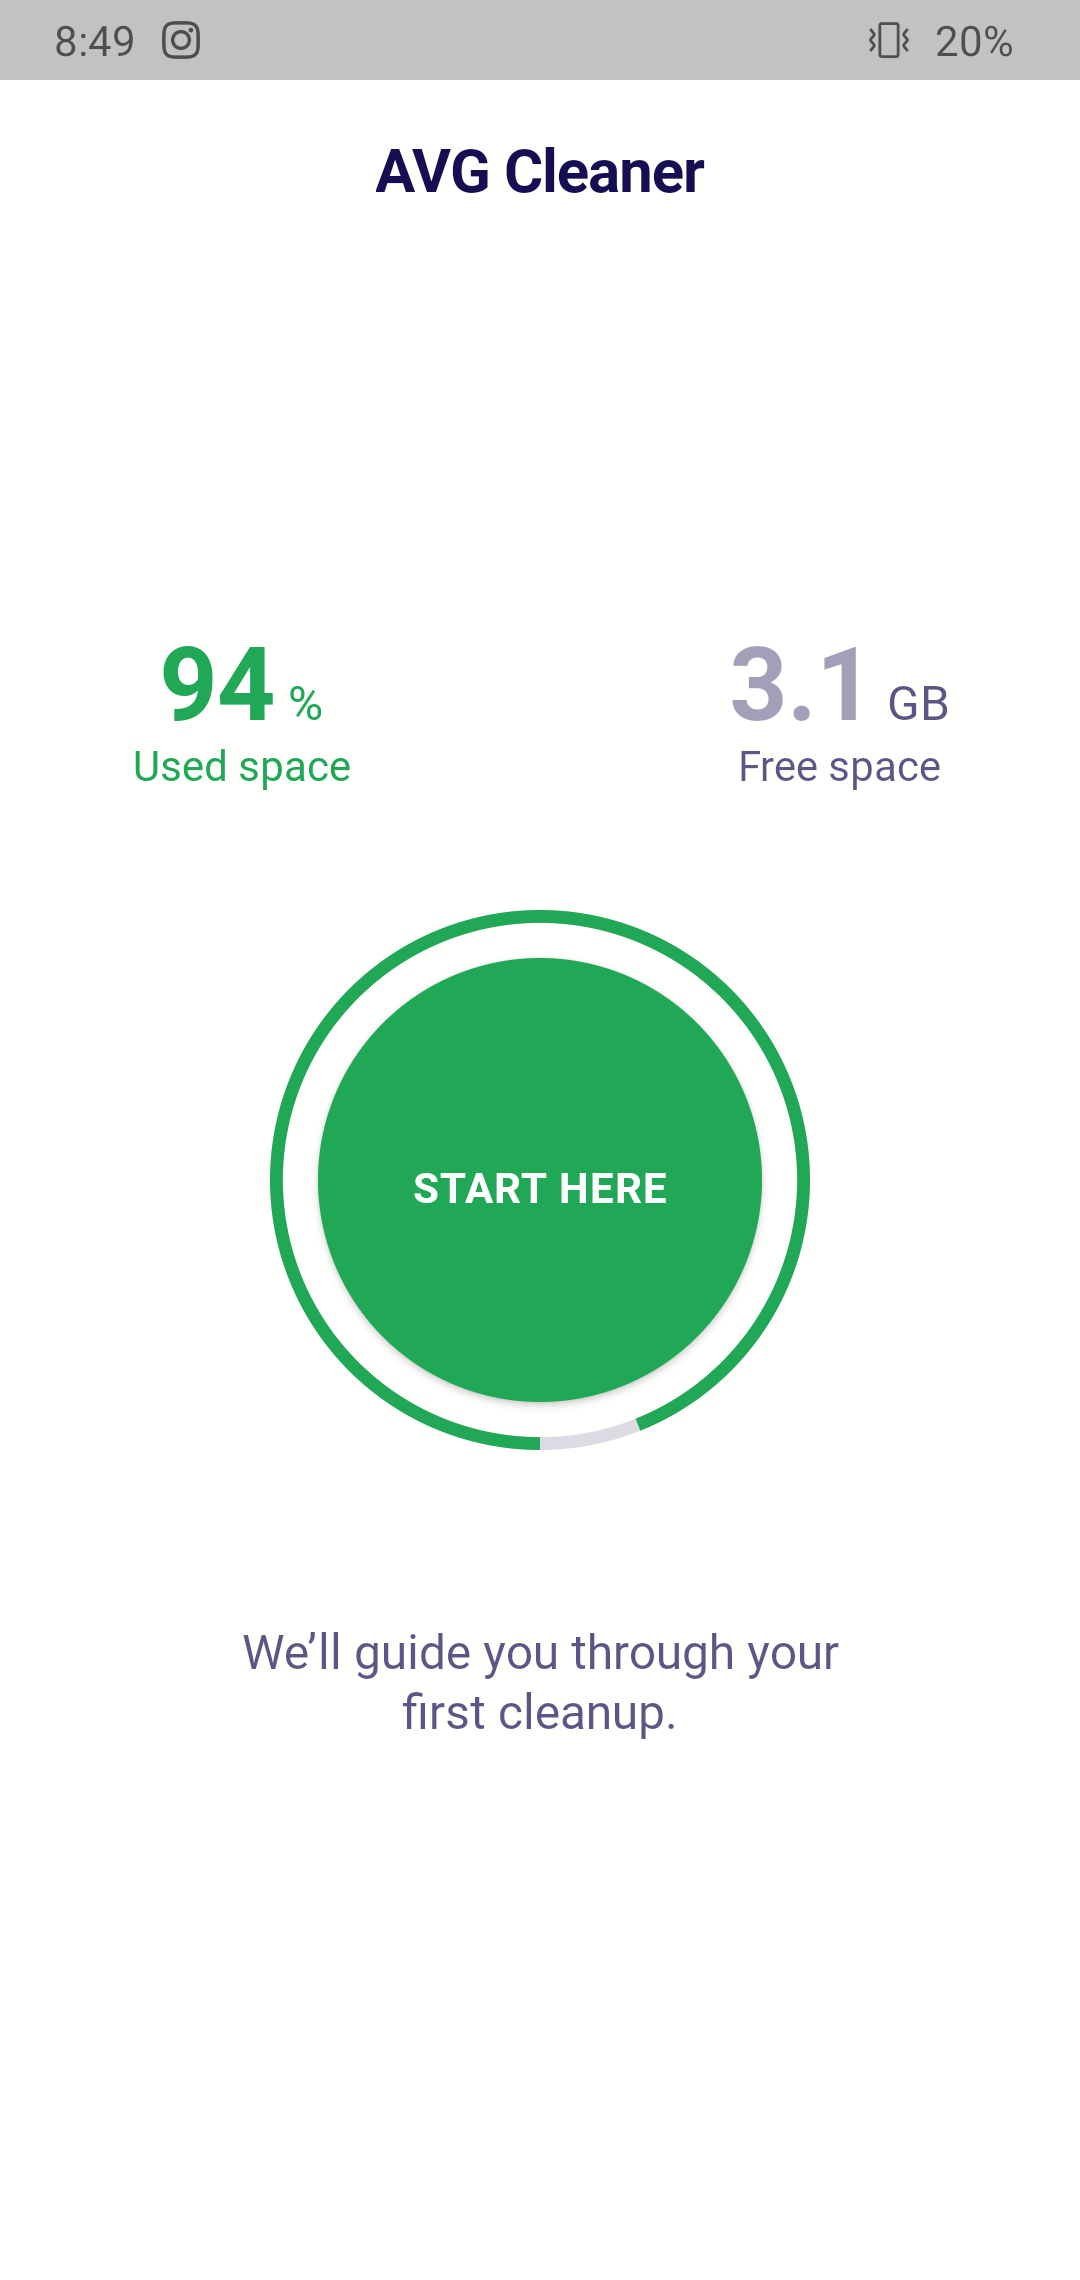 8:49 20%
AVG Cleaner
94 % 3.1 GB
Used space Free space
START HERE
We’ll guide you through your
first cleanup.